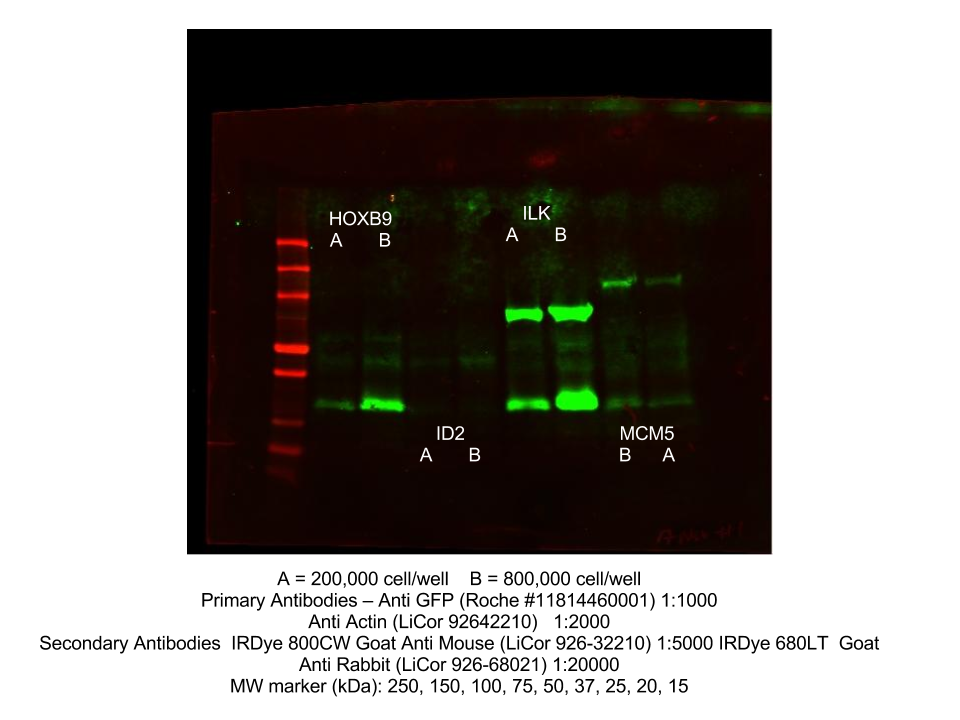 HOXB9
A B
ILK
A B
ID2
A B
MCM5
B A
A = 200,000 cell/well B = 800,000 cell/well
Primary Antibodies – Anti GFP (Roche #11814460001) 1:1000
Anti Actin (LiCor 92642210) 1:2000
Secondary Antibodies IRDye 800CW Goat Anti Mouse (LiCor 926-32210) 1:5000 IRDye 680LT Goat
Anti Rabbit (LiCor 926-68021) 1:20000
MW marker (kDa): 250, 150, 100, 75, 50, 37, 25, 20, 15